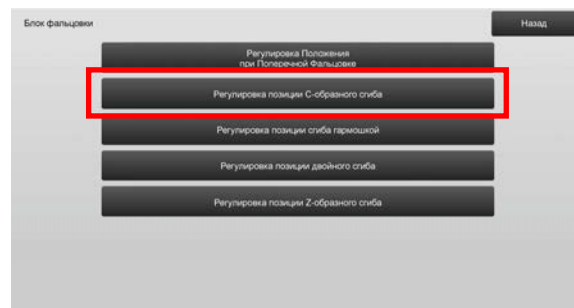 Блок фальцовки
Назад
Регулировка Положения
при Поперечной Фальцовке
Регулировка позиции C-образного сгиба
Регулировка позиции сгиба гармошкой
Регулировка позиции двойного сгиба
Регулировка позиции Z-образного сгиба